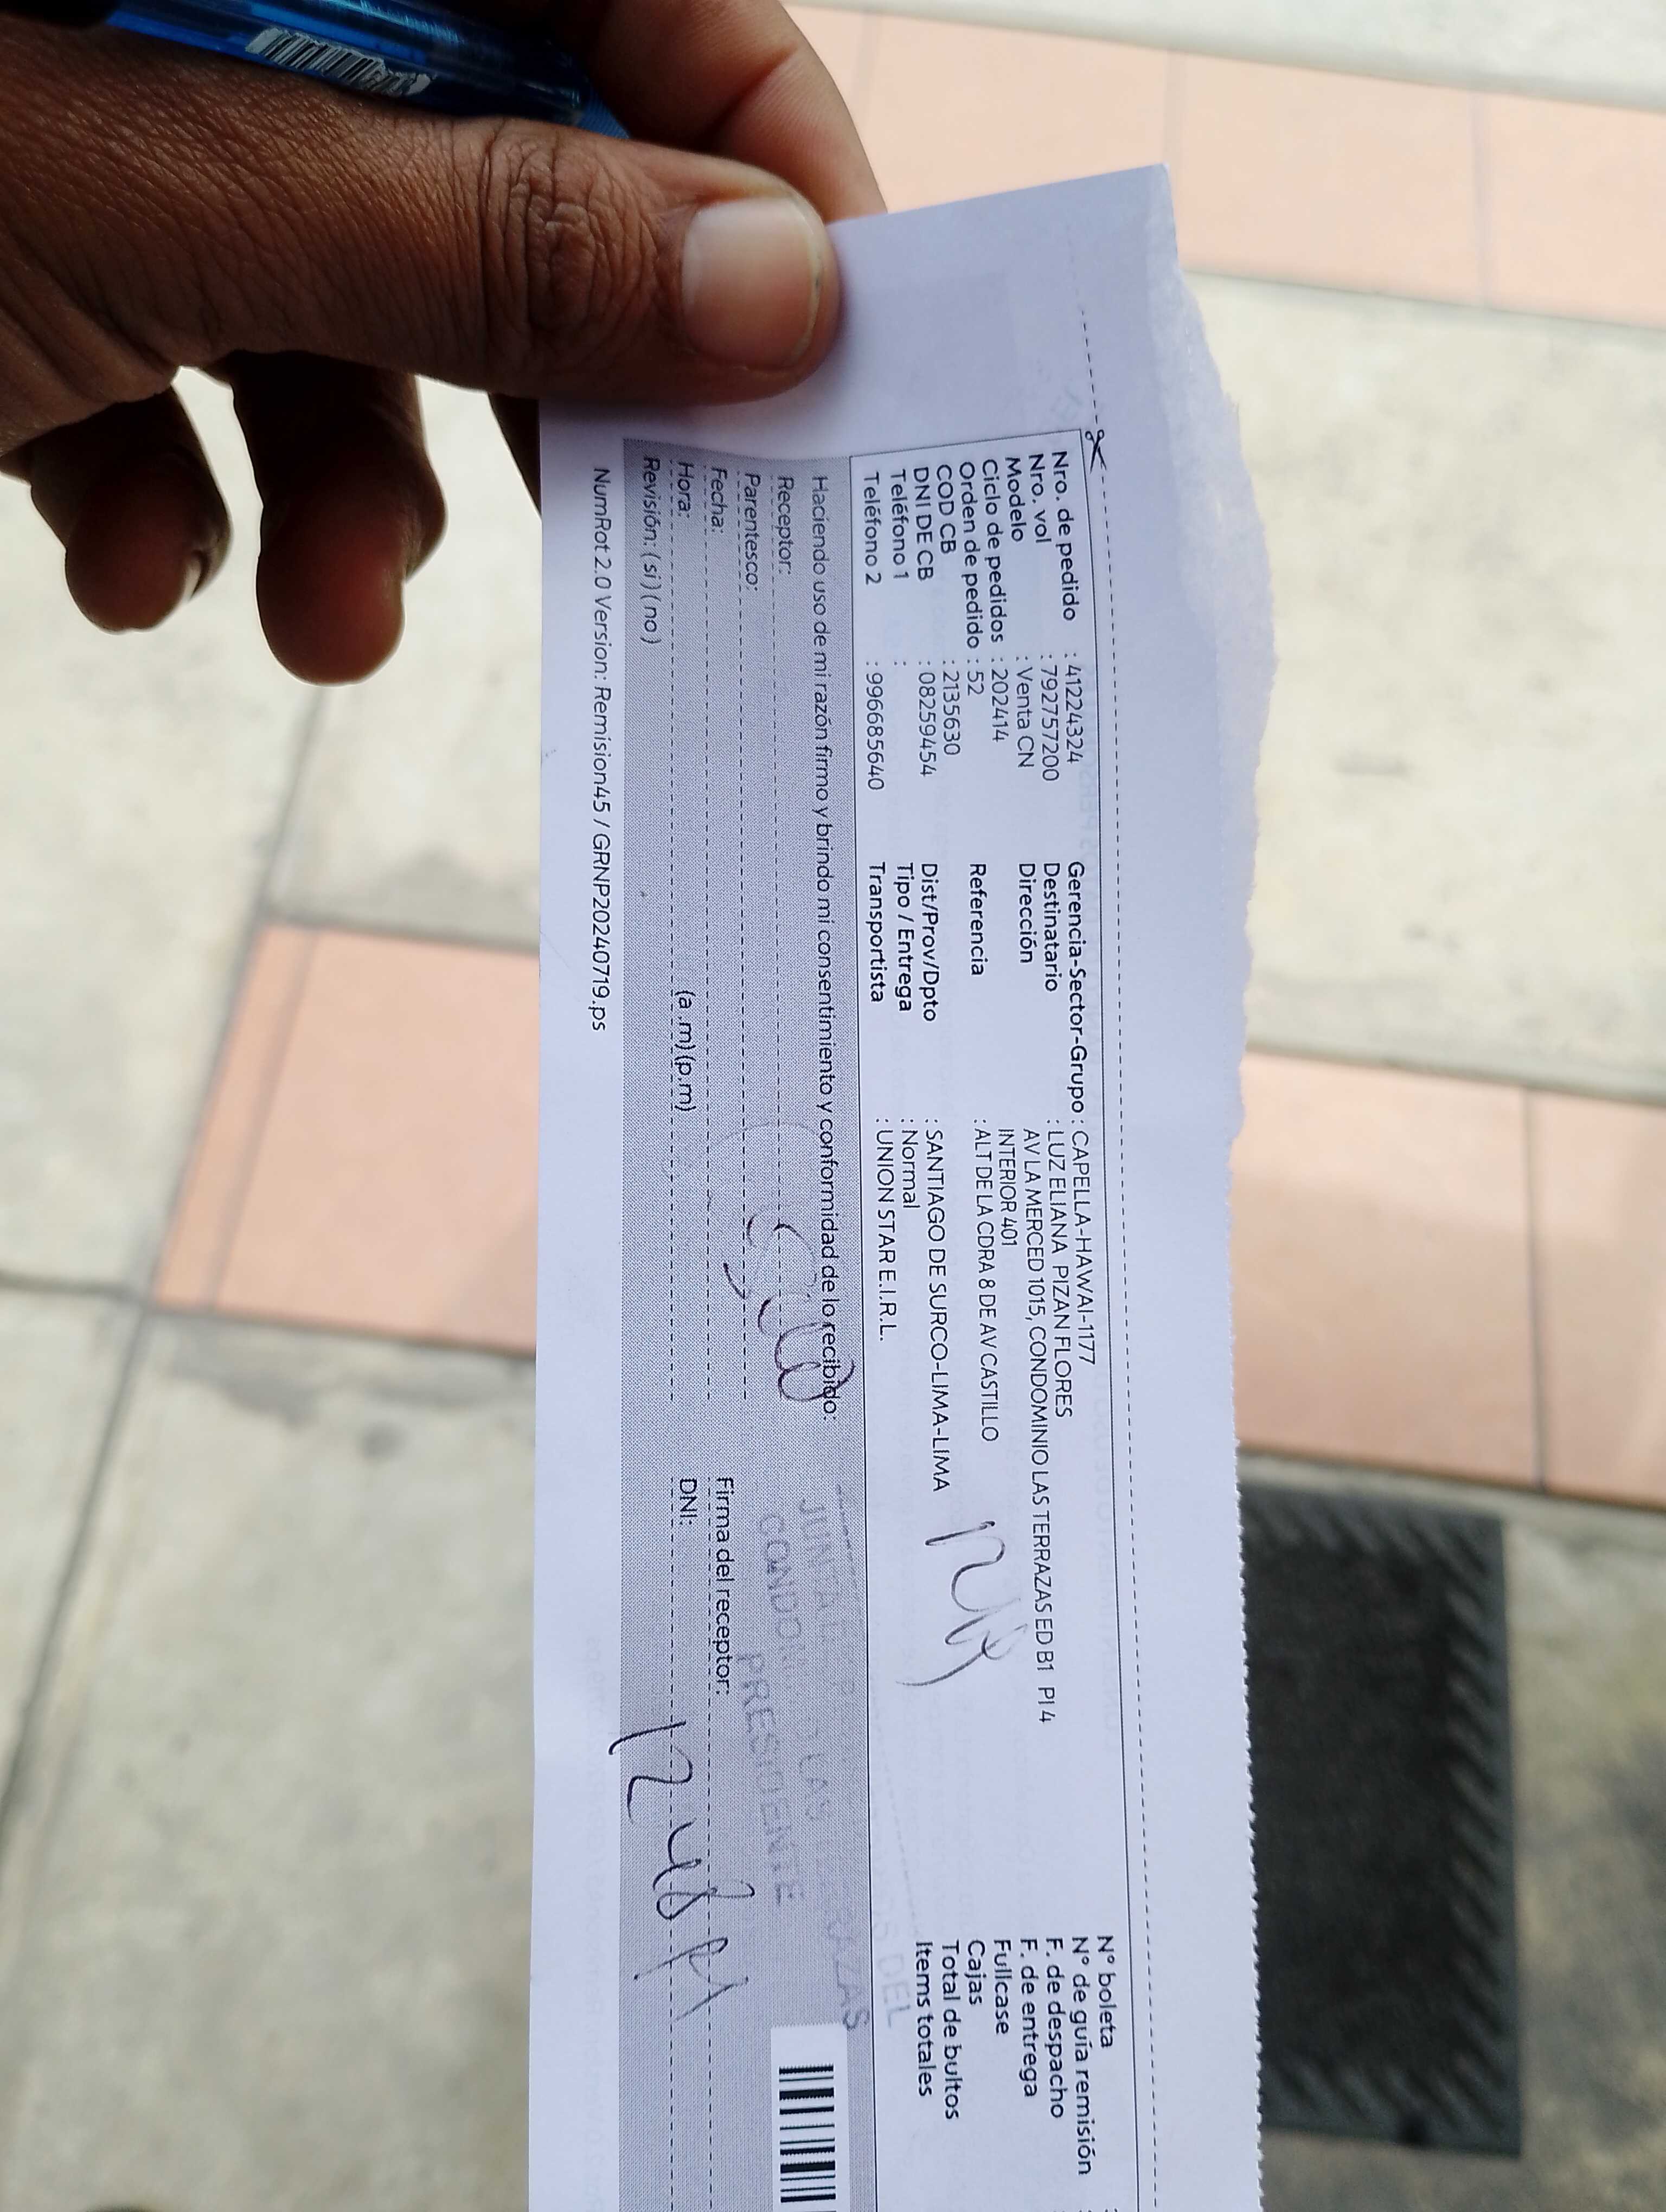 Nro. de pedido : 41224324
Nro. vol : 792757200
Modelo : Venta CN
Ciclo de pedidos : 202414
Orden de pedido : 52
COD CB : 2135630
DNI DE CB : 08259454
Teléfono 1 :
Teléfono 2 : 996685640
Gerencia-Sector-Grupo : CAPELLA-HAWAI-1177
Destinatario : LUZ ELIANA PIZAN FLORES
Dirección AV LA MERCED 1015, CONDOMINIO LAS TERRAZAS ED B1 PI 4
INTERIOR 401
Referencia : ALT DE LA CDRA 8 DE AV CASTILLO
Dist/Prov/Dpto : SANTIAGO DE SURCO-LIMA-LIMA
Tipo / Entrega : Normal
Transportista : UNION STAR E.I.R.L.
N° boleta
N° de guía remisión :
F. de despacho
F. de entrega
Fullcase
Cajas
Total de bultos
Items totales
Haciendo uso de mi razón firmo y brindo mi consentimiento y conformidad de lo recibido:
Receptor:
Parentesco:
Fecha:
Hora: (a.m)(p.m)
Revisión: ( si ) ( no )
Firma del receptor:
DNI:
DEL
JUNTA
LAS TERRAZAS
PRESIDENTE
NumRot 2.0 Version: Remision45 / GRNP20240719.ps